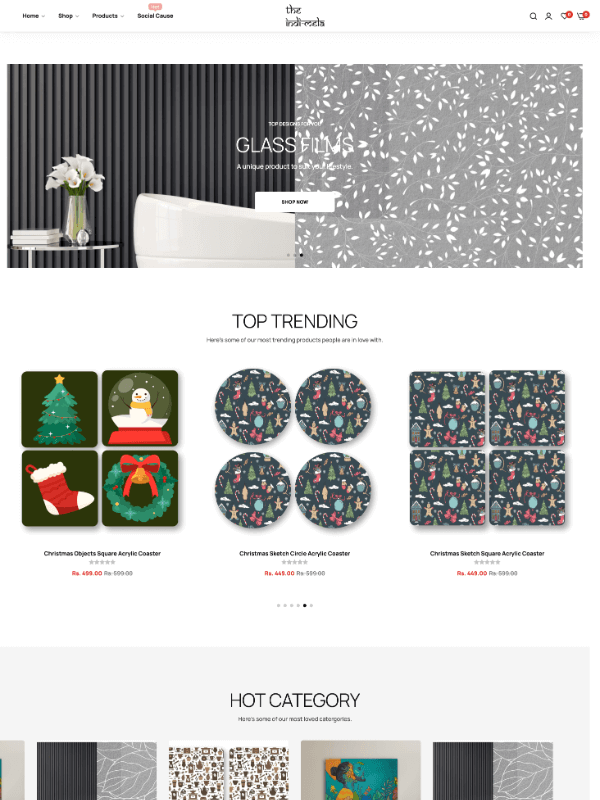 Hot
Home Shop Products Social Cause
the
indi-mela
0 0
TOP DESIGNS FOR YOU
GLASS FILMS
A unique product to suit your lifestyle.
SHOP NOW
TOP TRENDING
Here's some of our most trending products people are in love with.
Christmas Objects Square Acrylic Coaster
Christmas Sketch Circle Acrylic Coaster
Christmas Sketch Square Acrylic Coaster
Rs. 499.00 Rs. 599.00
Rs. 449.00 Rs. 599.00
Rs. 449.00 Rs. 599.00
HOT CATEGORY
Here's some of our most loved catergories.